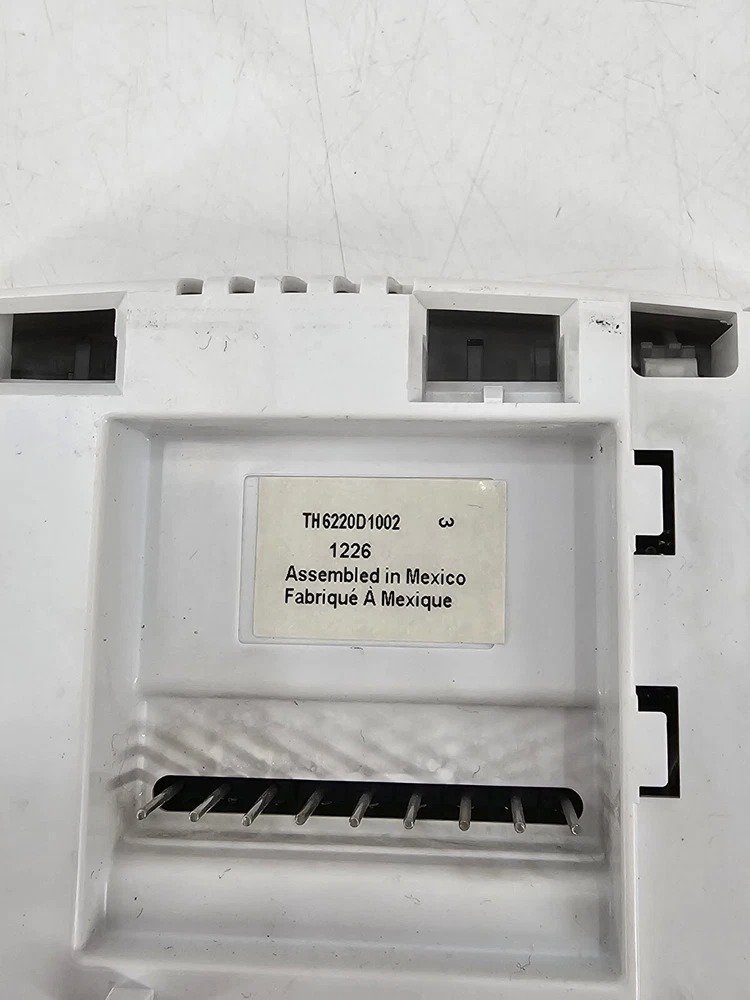 TH6220D1002 3
1226
Assembled in Mexico
Fabriqué À Mexique